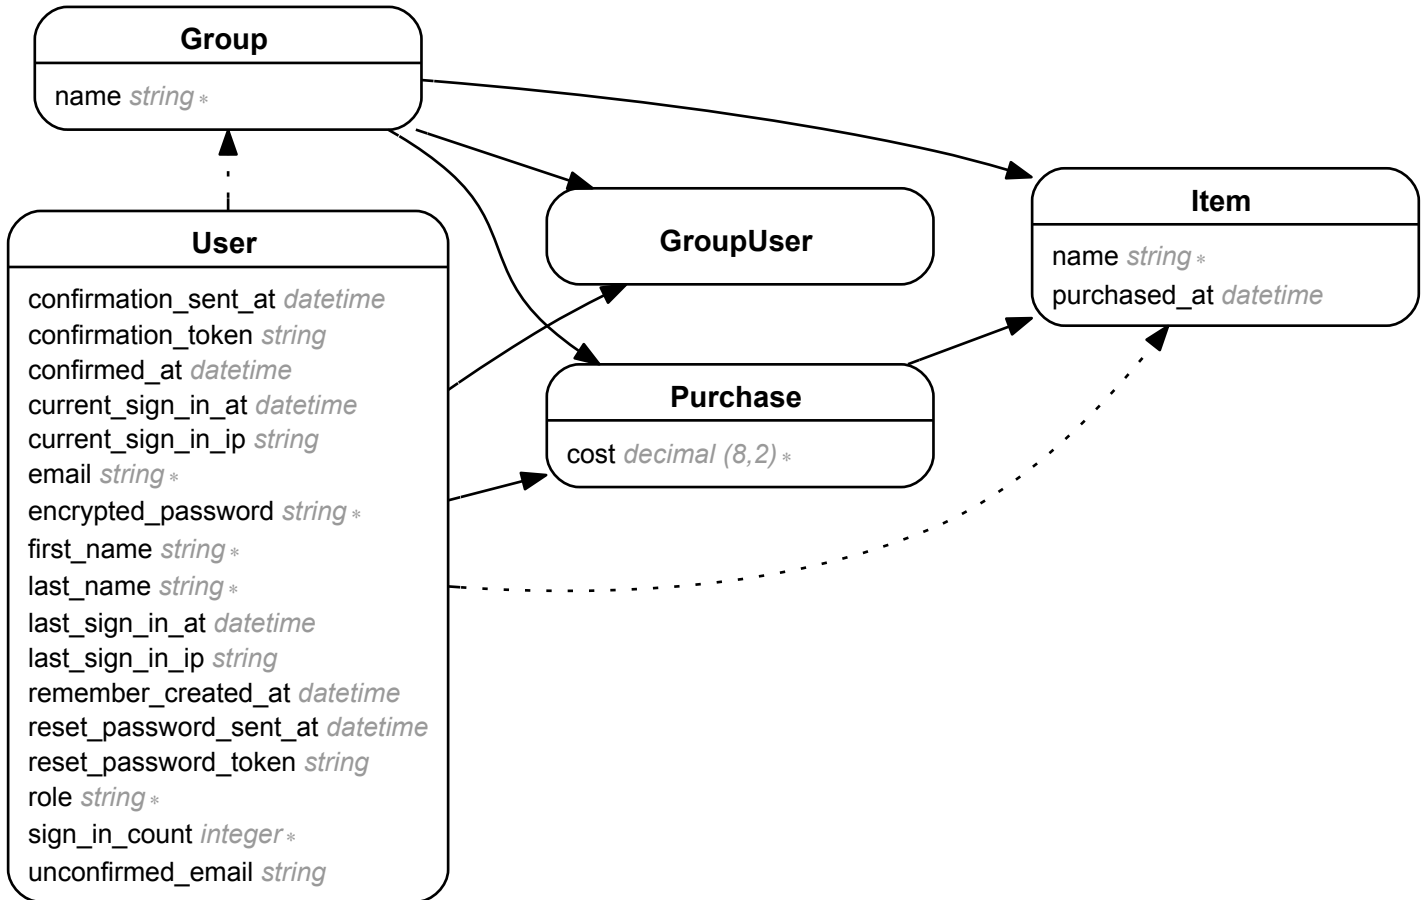 Group
name string *
User
confirmation_sent_at datetime
confirmation_token string
confirmed_at datetime
current_sign_in_at datetime
current_sign_in_ip string
email string *
encrypted_password string *
first_name string *
last_name string *
last_sign_in_at datetime
last_sign_in_ip string
remember_created_at datetime
reset_password_sent_at datetime
reset_password_token string
role string *
sign_in_count integer *
unconfirmed_email string
GroupUser
Purchase
cost decimal (8,2) *
Item
name string *
purchased_at datetime